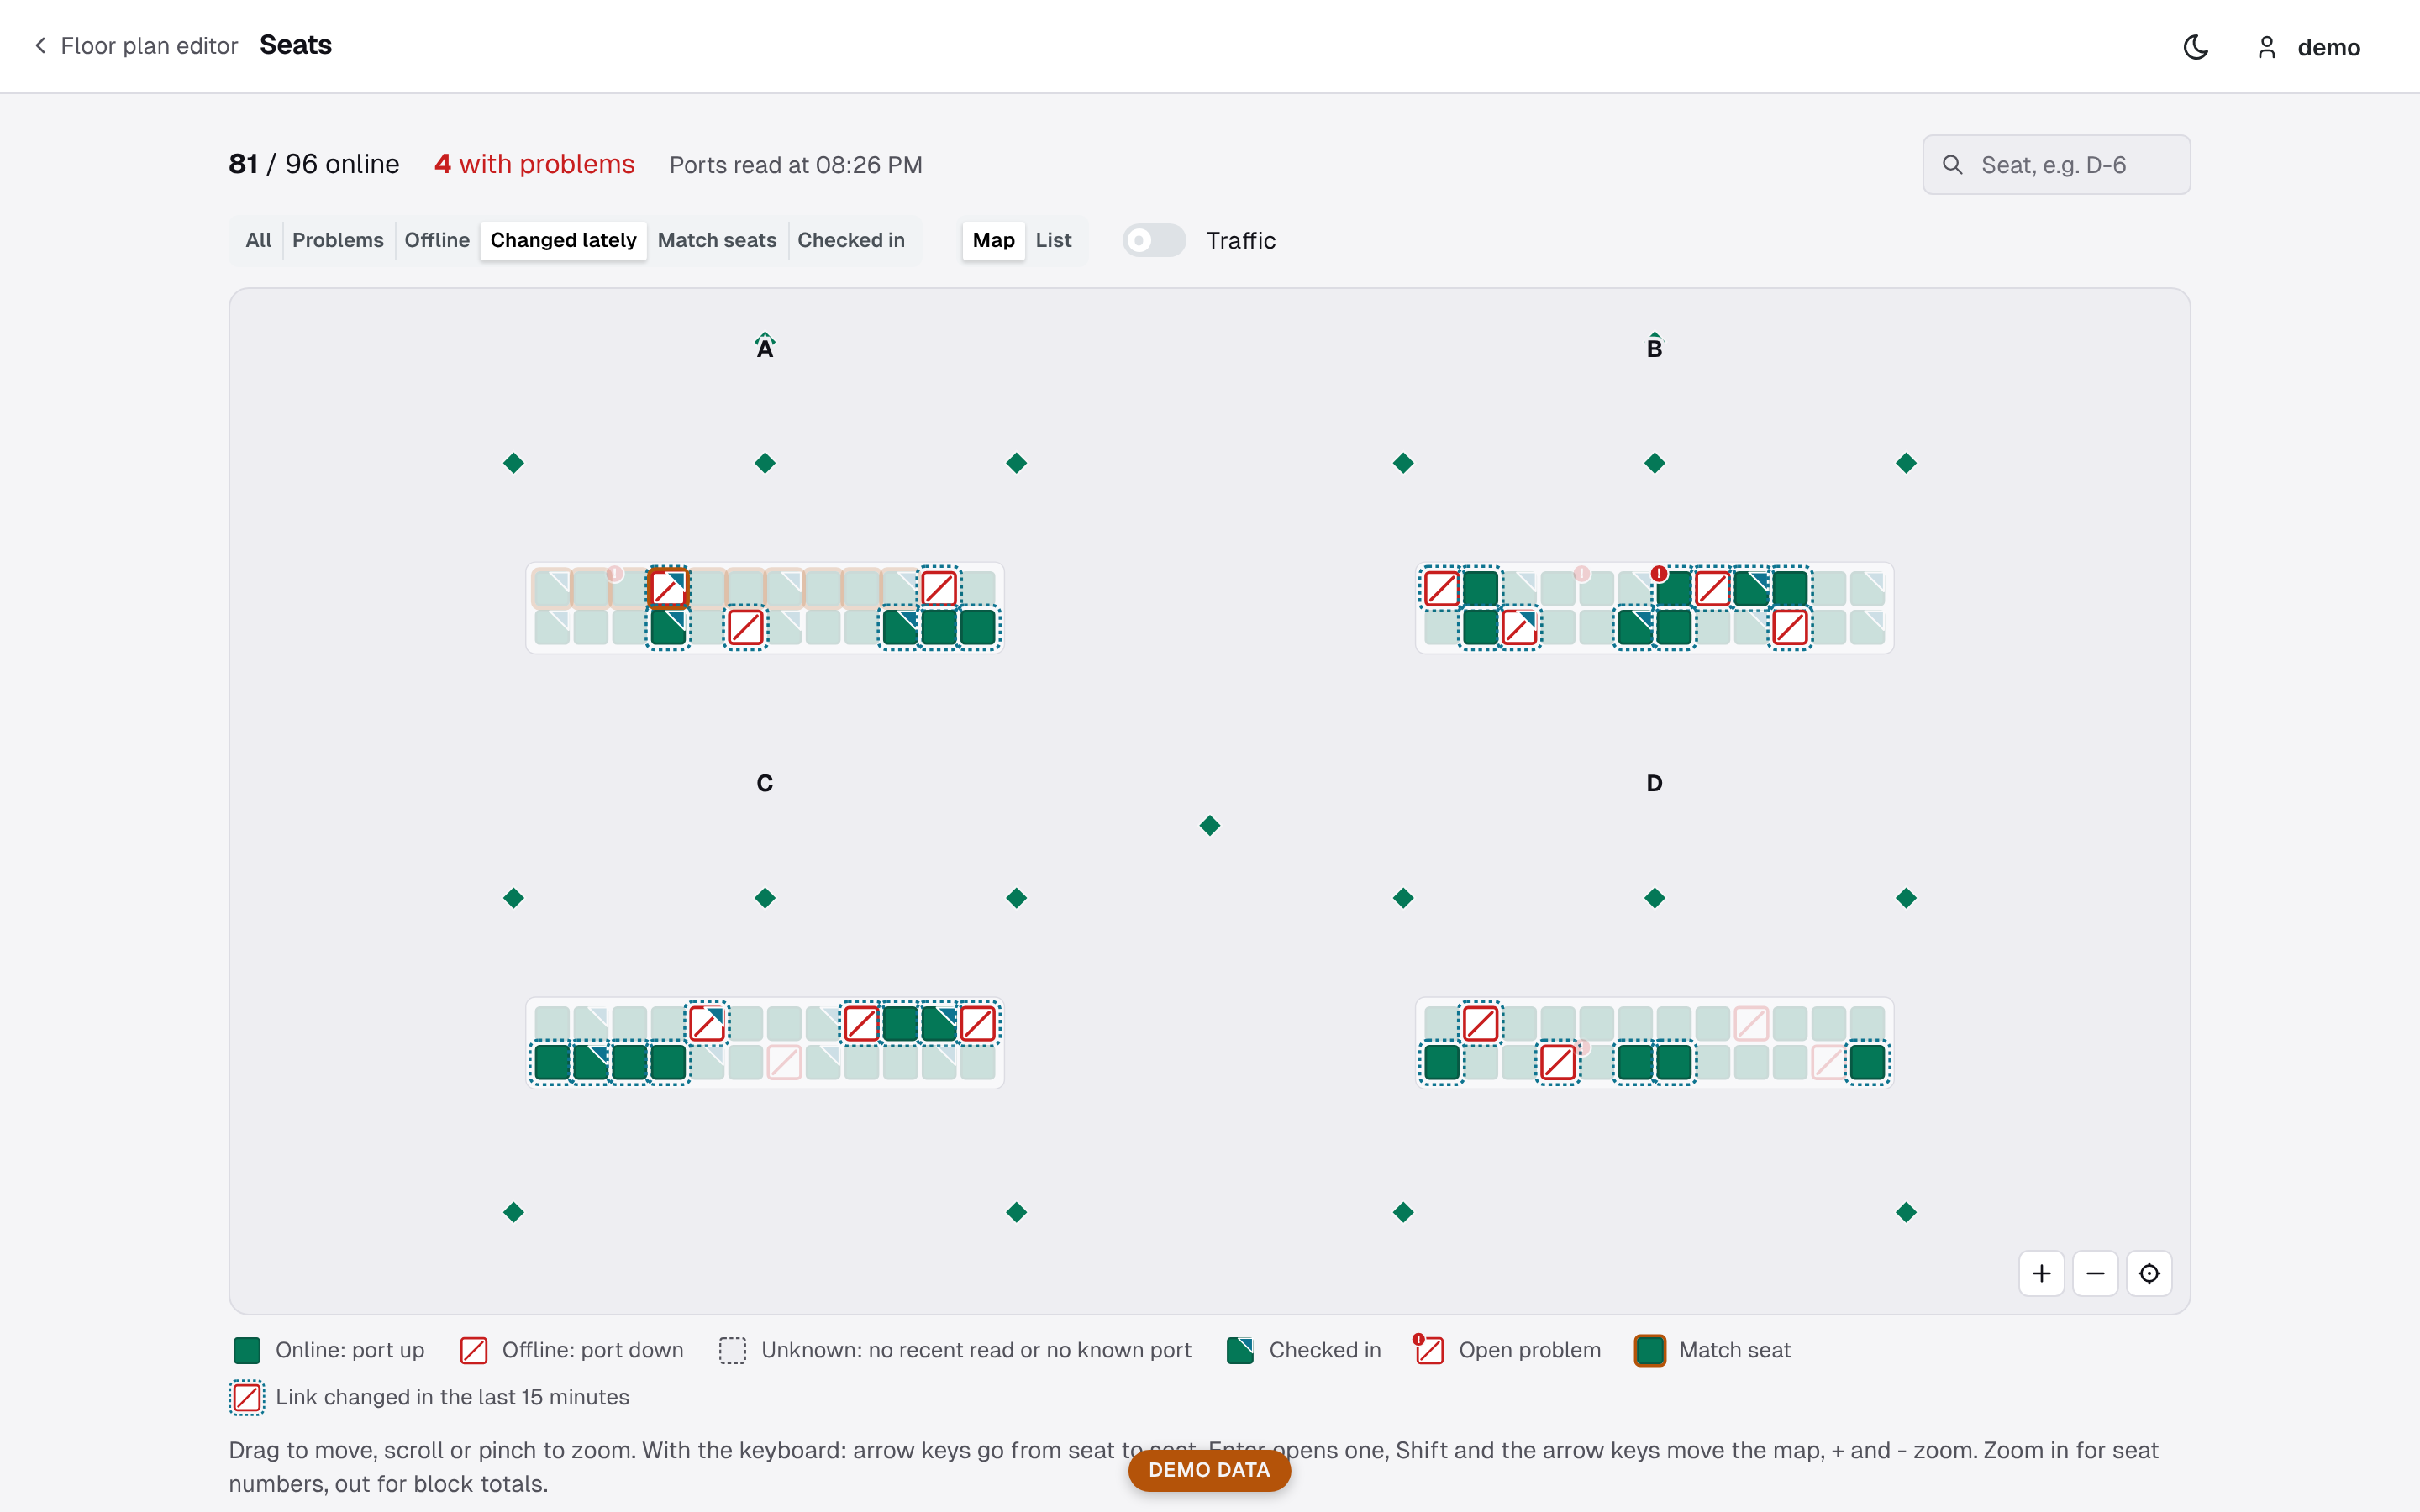 Floor plan editor Seats demo
81 / 96 online 4 with problems Ports read at 08:26 PM Seat, e.g. D-6
All Problems Offline Changed lately Match seats Checked in Map List Traffic
A B
C D
Online: port up Offline: port down Unknown: no recent read or no known port Checked in Open problem Match seat
Link changed in the last 15 minutes
Drag to move, scroll or pinch to zoom. With the keyboard: arrow keys go from seat to seat, Enter opens one, Shift and the arrow keys move the map, + and - zoom. Zoom in for seat
numbers, out for block totals.
DEMO DATA